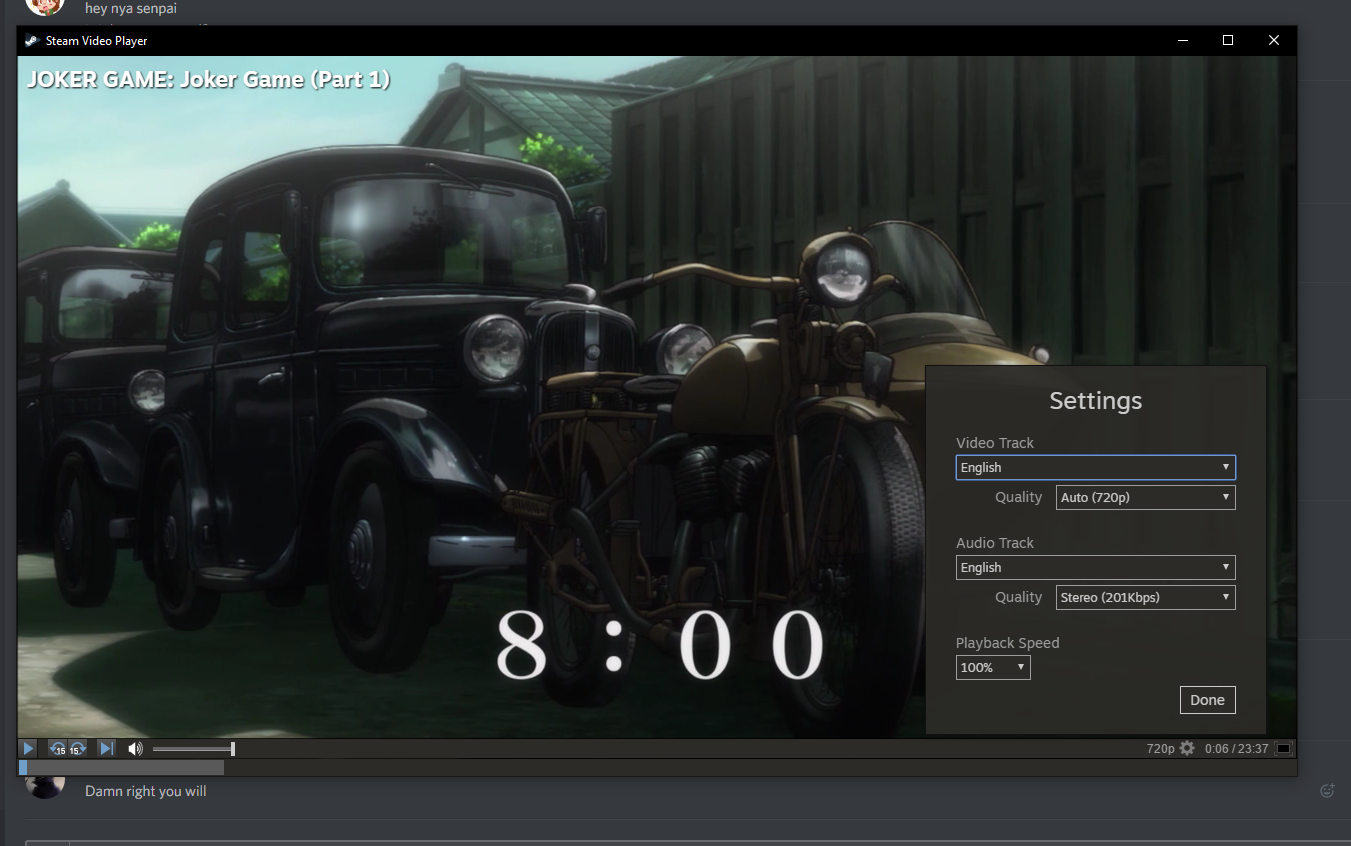 hey nya senpai
Steam Video Player
JOKER GAME: Joker Game (Part 1)
Settings
Video Track
English
Quality Auto (720p)
Audio Track
English
Quality Stereo (201Kbps)
Playback Speed
100%
Done
8:00
15 15
720p 0:06 / 23:37
Damn right you will